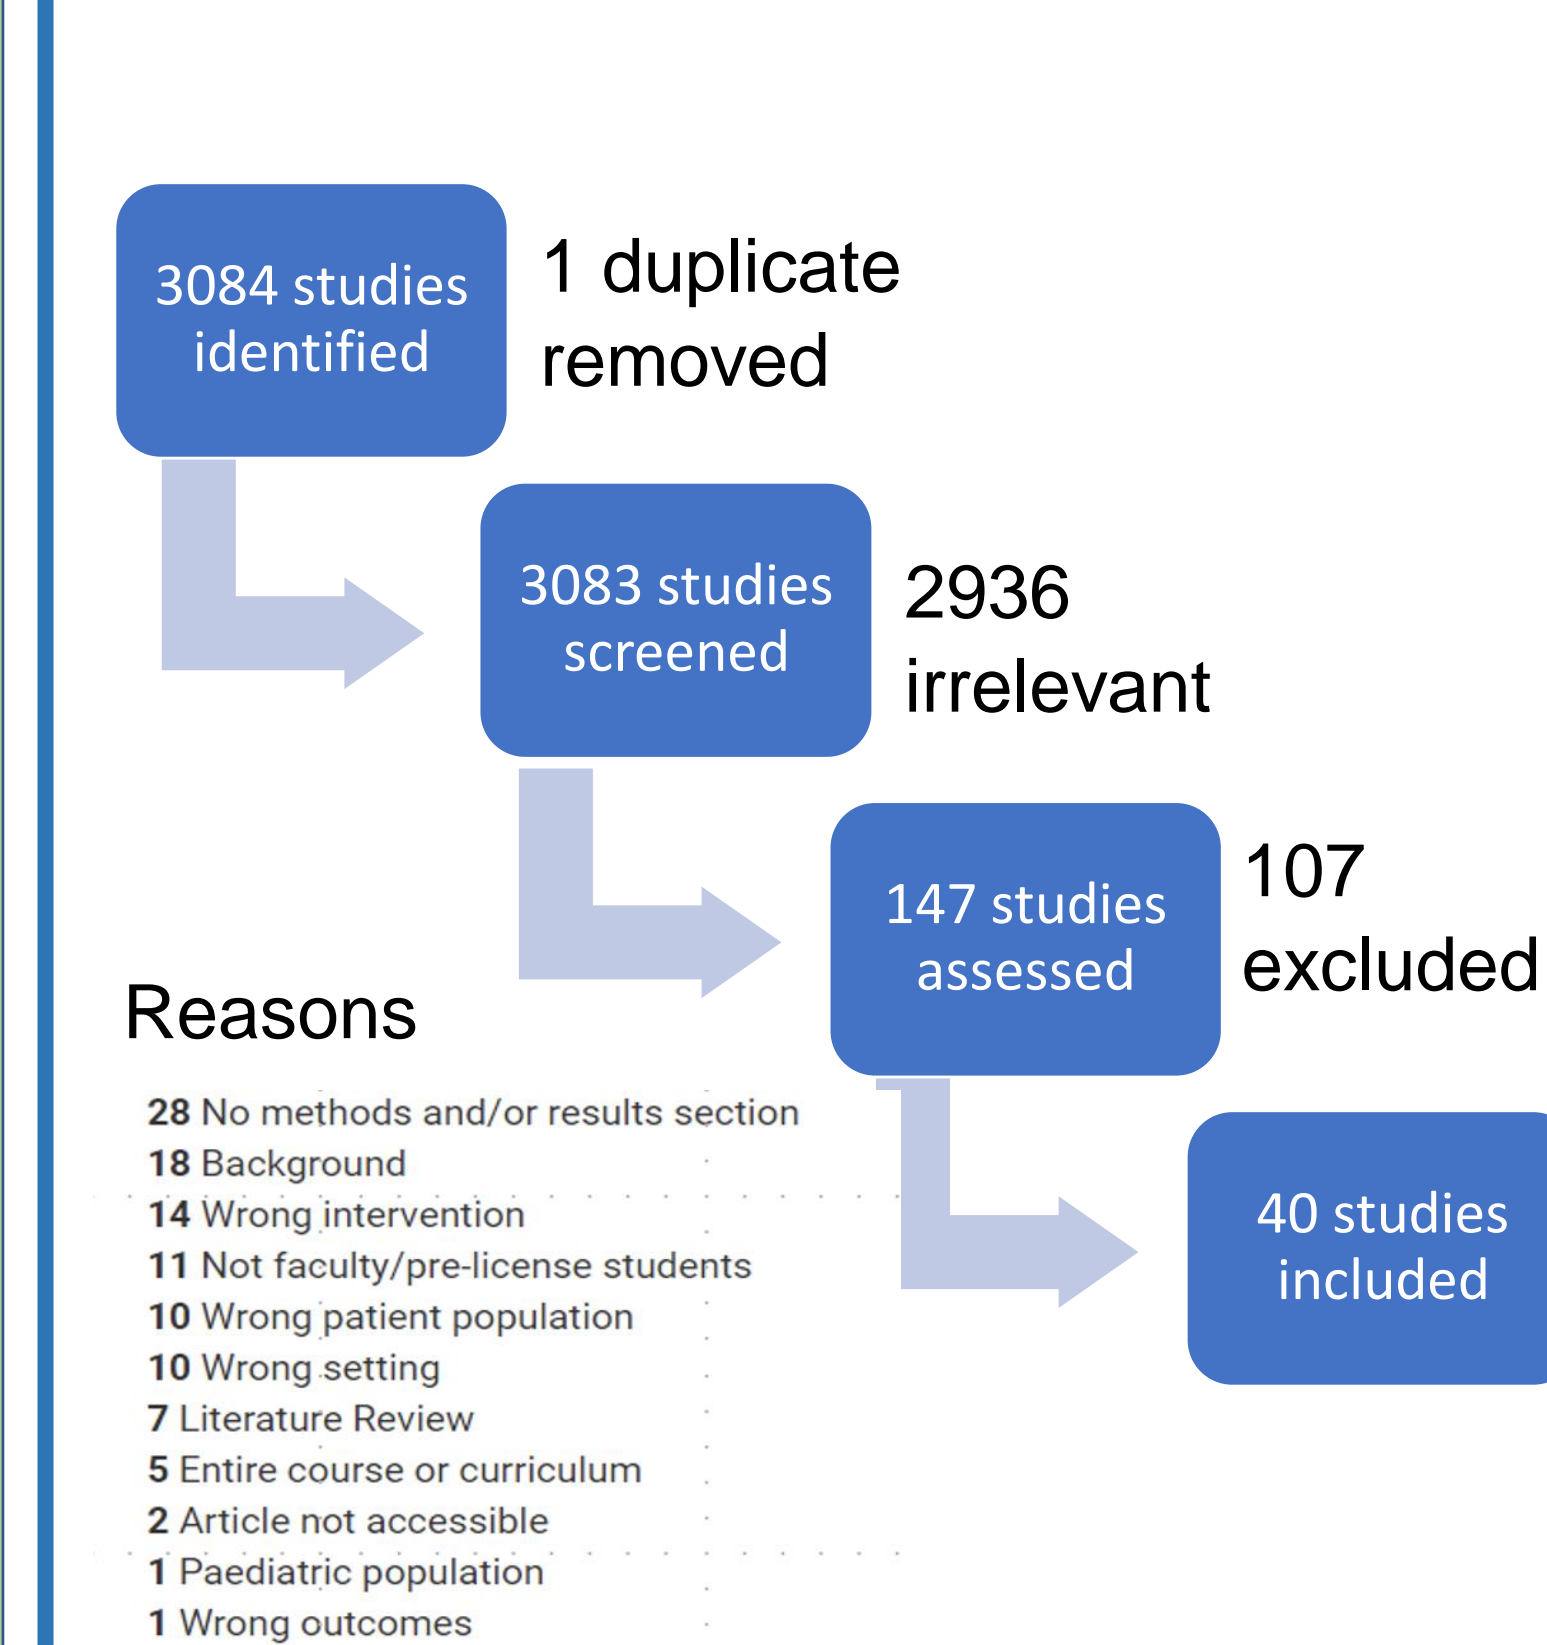 3084 studies
identified
1 duplicate
removed
3083 studies
screened
2936
irrelevant
147 studies
assessed
107
excluded
40 studies
included
Reasons
28 No methods and/or results section
18 Background
14 Wrong intervention
11 Not faculty/pre-license students
10 Wrong patient population
10 Wrong setting
7 Literature Review
5 Entire course or curriculum
2 Article not accessible
1 Paediatric population
1 Wrong outcomes